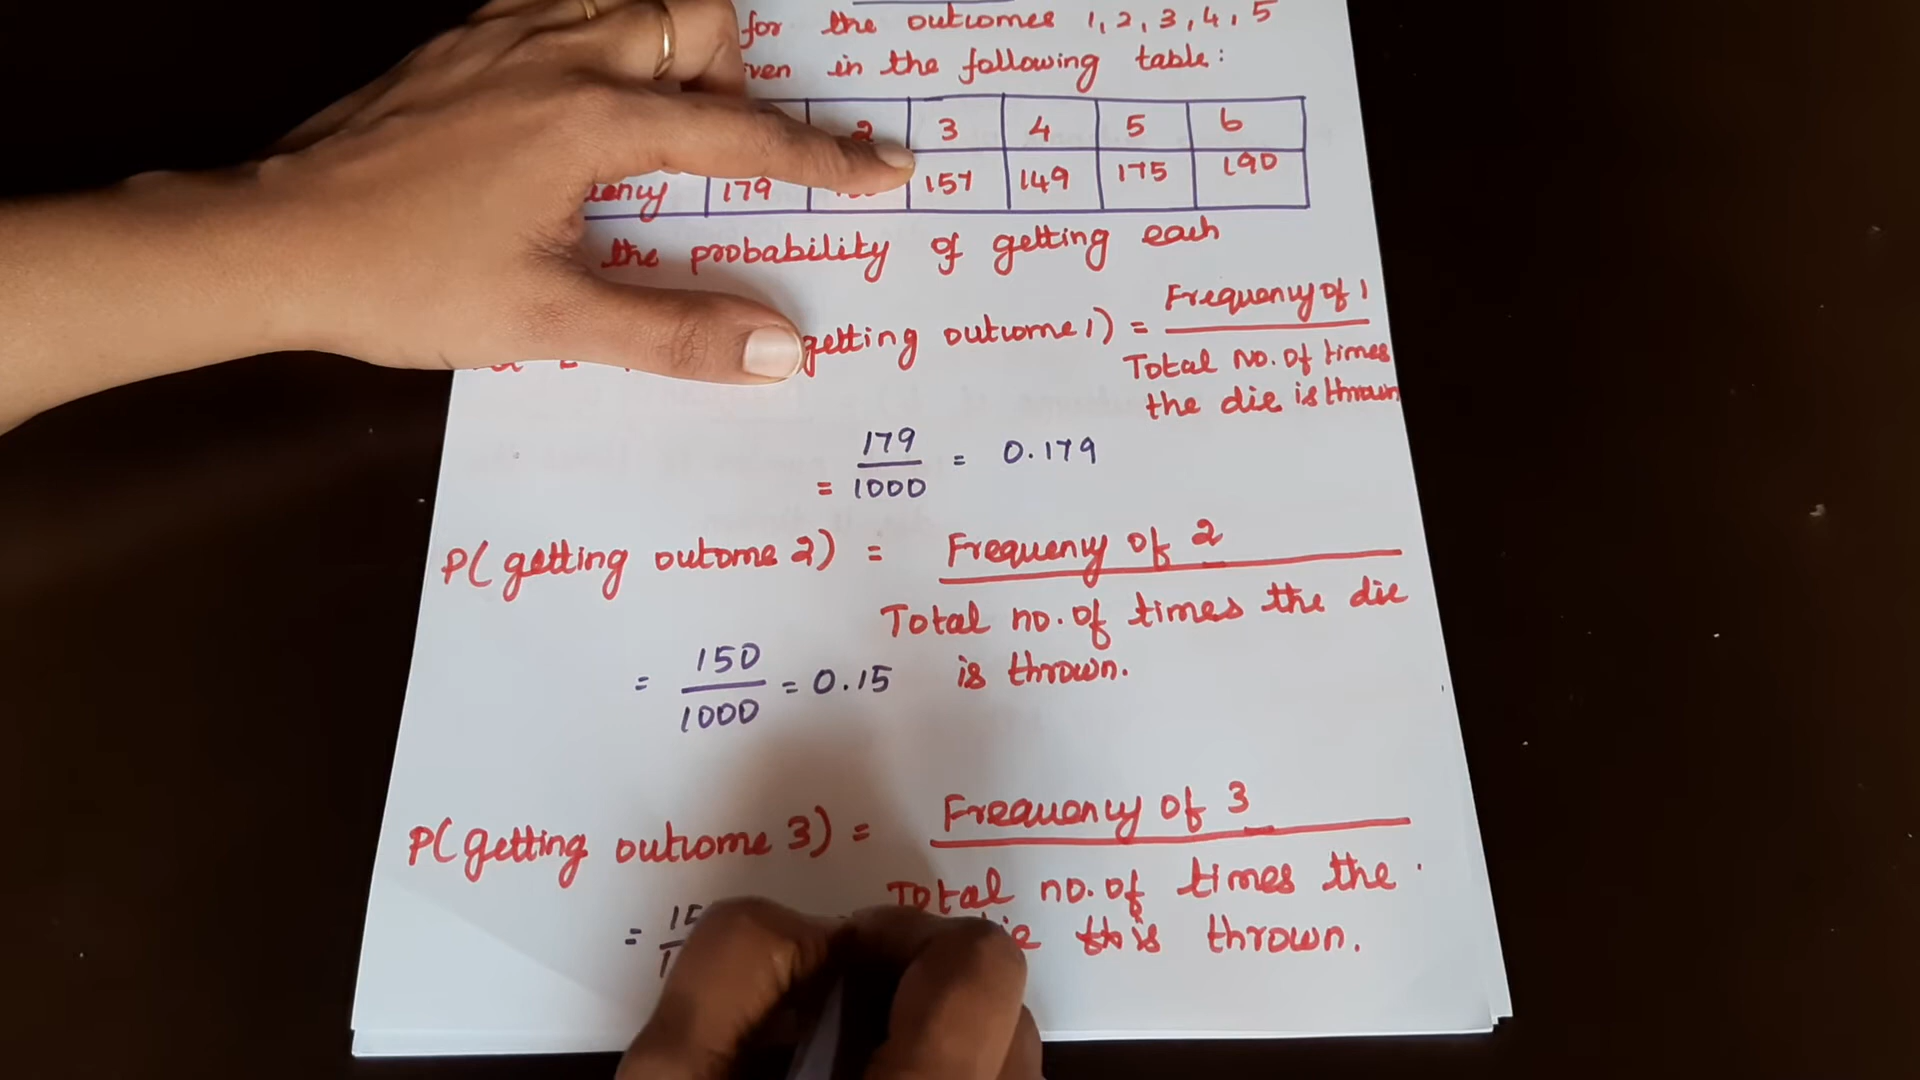 for the outcomes 1, 2, 3, 4, 5
in the following table :
2 3 4 5 6
179 157 149 175 190
the probability of getting each
getting outcome 1) = Frequency of 1
Total No. of times
the die is thrown
= 179/1000 = 0.179
P( getting outome 2) = Frequency of 2
Total no. of times the die
is thrown.
= 150/1000 = 0.15
P(getting outcome 3) = Frequency of 3
Total no. of times the
is thrown.
=